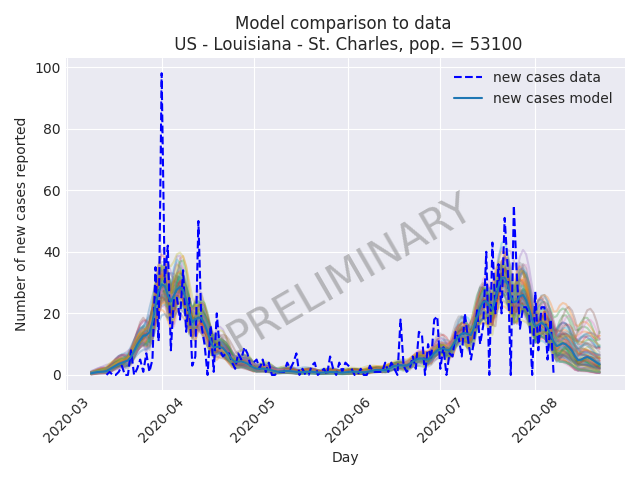 Model comparison to data
US - Louisiana - St. Charles, pop. = 53100
new cases data
new cases model
Number of new cases reported
100
80
60
40
20
0
PRELIMINARY
2020-03
2020-04
2020-05
2020-06
2020-07
2020-08
Day